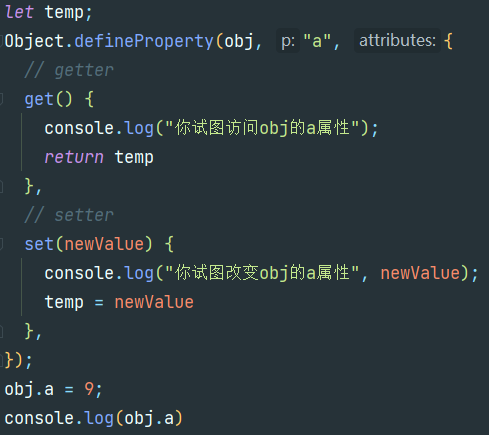 let temp;
Object.defineProperty(obj, p: "a", attributes: {
  // getter
  get() {
    console.log("你试图访问obj的a属性");
    return temp
  },
  // setter
  set(newValue) {
    console.log("你试图改变obj的a属性", newValue);
    temp = newValue
  },
});
obj.a = 9;
console.log(obj.a)